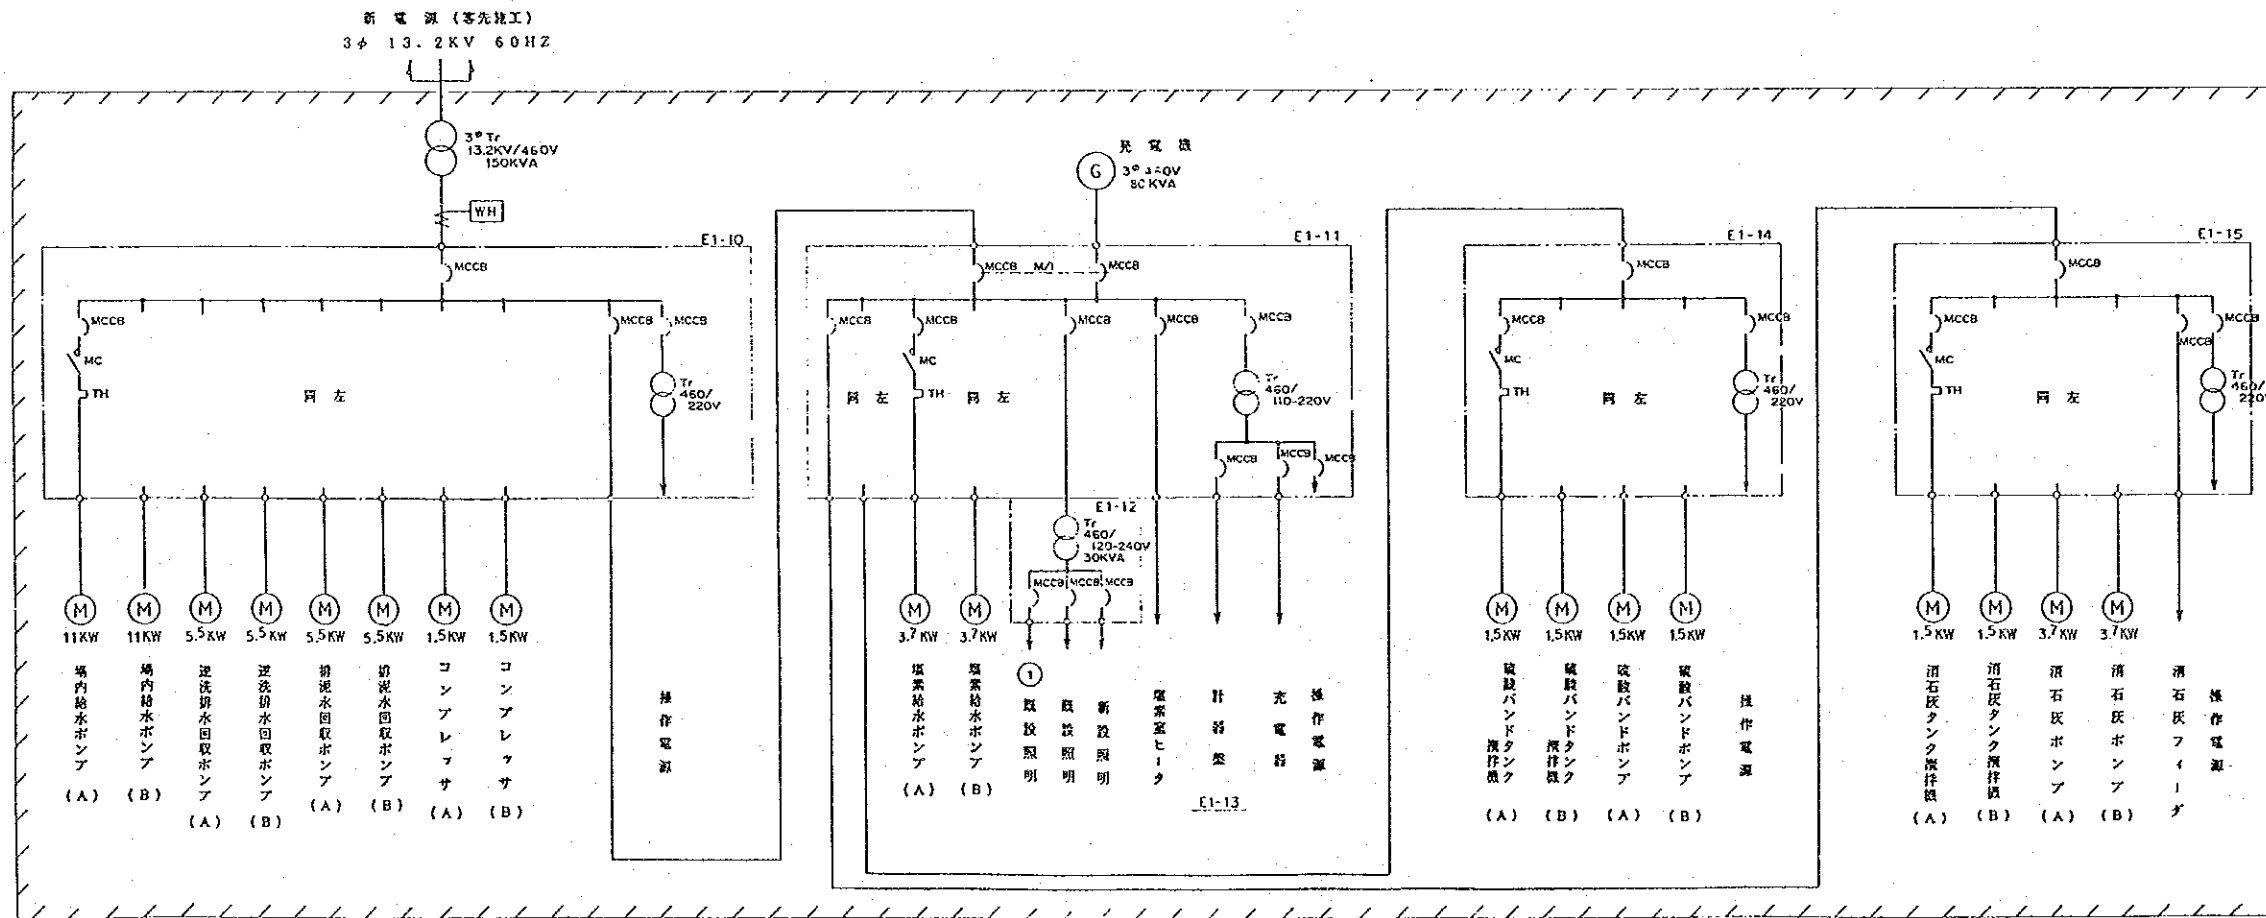 新電源 (客先施工)
3φ 13.2KV 60HZ
3φ Tr
13.2KV/460V
150KVA
WH
発電機
G
3φ 460V
80KVA
E1-10
MCCB
MCCB
MC
TH
同左
MCCB
MCCB
Tr
460/
220V
M
M
M
M
M
M
M
M
11KW
11KW
5.5KW
5.5KW
5.5KW
5.5KW
1.5KW
1.5KW
場内給水ポンプ (A)
場内給水ポンプ (B)
逆洗排水回収ポンプ (A)
逆洗排水回収ポンプ (B)
排泥水回収ポンプ (A)
排泥水回収ポンプ (B)
コンプレッサ (A)
コンプレッサ (B)
操作電源
E1-11
MCCB
M/I
MCCB
MCCB
MCCB
MCCB
MCCB
MCCB
MC
TH
同左
同左
Tr
460/
110-220V
MCCB
MCCB
MCCB
E1-12
Tr
460/
120-240V
30KVA
MCCB
MCCB
MCCB
M
M
3.7KW
3.7KW
塩素給水ポンプ (A)
塩素給水ポンプ (B)
1
既設照明
既設照明
新設照明
塩素室ヒータ
計器盤
充電器
操作電源
E1-13
E1-14
MCCB
MCCB
MCCB
MC
TH
同左
Tr
460/
220V
M
M
M
M
1.5KW
1.5KW
1.5KW
1.5KW
硫酸バンドタンク
攪拌機 (A)
硫酸バンドタンク
攪拌機 (B)
硫酸バンドポンプ (A)
硫酸バンドポンプ (B)
操作電源
E1-15
MCCB
MCCB
MCCB
MCCB
MC
TH
同左
Tr
460/
220V
M
M
M
M
1.5KW
1.5KW
3.7KW
3.7KW
消石灰タンク攪拌機 (A)
消石灰タンク攪拌機 (B)
消石灰ポンプ (A)
消石灰ポンプ (B)
消石灰フィーダ
操作電源